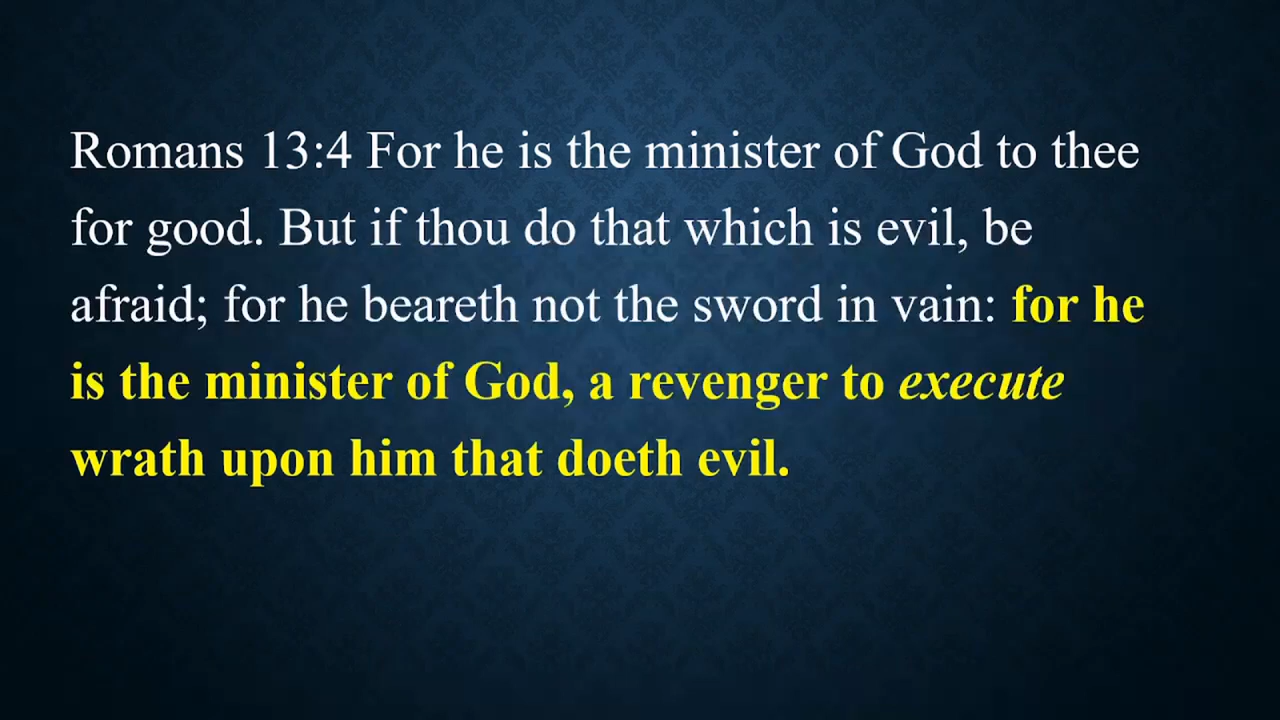 Romans 13:4 For he is the minister of God to thee
for good. But if thou do that which is evil, be
afraid; for he beareth not the sword in vain: for he
is the minister of God, a revenger to execute
wrath upon him that doeth evil.